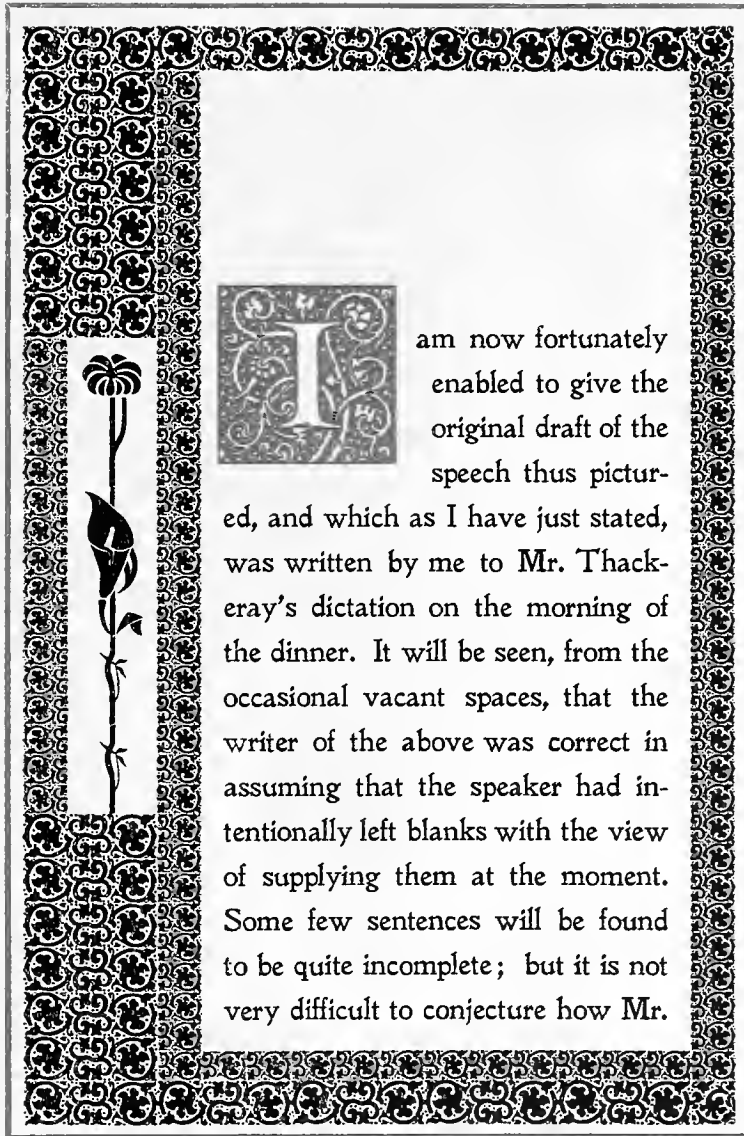 I am now fortunately
enabled to give the
original draft of the
speech thus pictur-
ed, and which as I have just stated,
was written by me to Mr. Thack-
eray's dictation on the morning of
the dinner. It will be seen, from the
occasional vacant spaces, that the
writer of the above was correct in
assuming that the speaker had in-
tentionally left blanks with the view
of supplying them at the moment.
Some few sentences will be found
to be quite incomplete; but it is not
very difficult to conjecture how Mr.